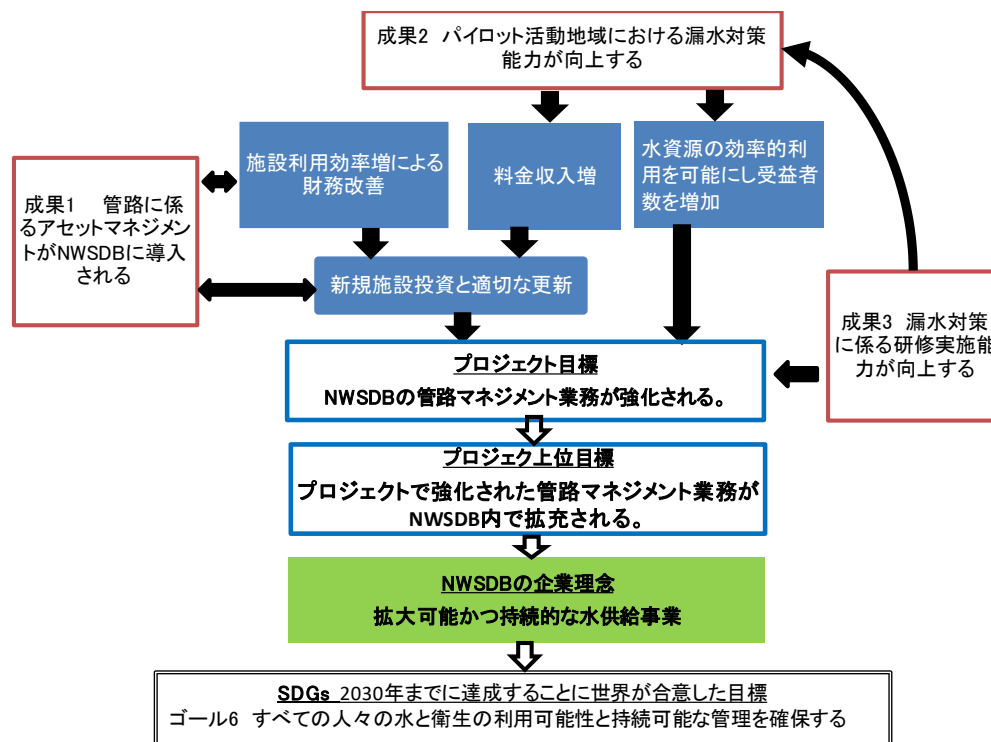 成果2 パイロット活動地域における漏水対策
能力が向上する
施設利用効率増による
財務改善
料金収入増
水資源の効率的利
用を可能にし受益者
数を増加
成果1 管路に係
るアセットマネジメン
トがNWSDBに導入
される
新規施設投資と適切な更新
成果3 漏水対策
に係る研修実施能
力が向上する
プロジェクト目標
NWSDBの管路マネジメント業務が強化される。
プロジェク上位目標
プロジェクトで強化された管路マネジメント業務が
NWSDB内で拡充される。
NWSDBの企業理念
拡大可能かつ持続的な水供給事業
SDGs 2030年までに達成することに世界が合意した目標
ゴール6 すべての人々の水と衛生の利用可能性と持続可能な管理を確保する